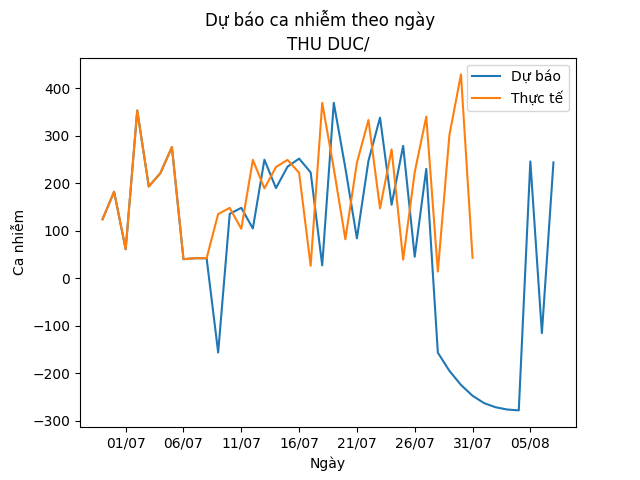 Dự báo ca nhiễm theo ngày
THU DUC/
Dự báo
Thực tế
Ca nhiễm
400
300
200
100
0
−100
−200
−300
01/07 06/07 11/07 16/07 21/07 26/07 31/07 05/08
Ngày